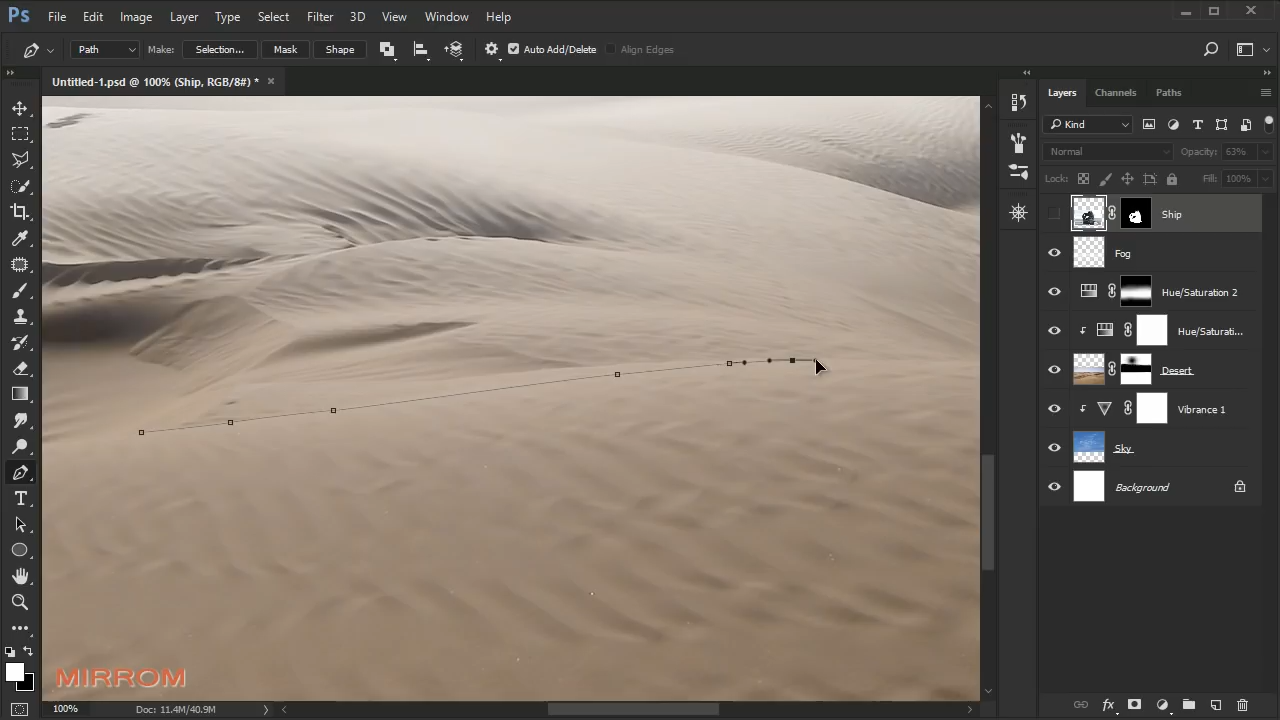 Ps File Edit Image Layer Type Select Filter 3D View Window Help
Path Make: Selection... Mask Shape Auto Add/Delete Align Edges
Untitled-1.psd @ 100% (Ship, RGB/8#) * ×
Layers Channels Paths
Kind
Normal Opacity: 63%
Lock: Fill: 100%
Ship
Fog
Hue/Saturation 2
Hue/Saturati...
Desert
Vibrance 1
Sky
Background
MIRROM
100% Doc: 11.4M/40.9M